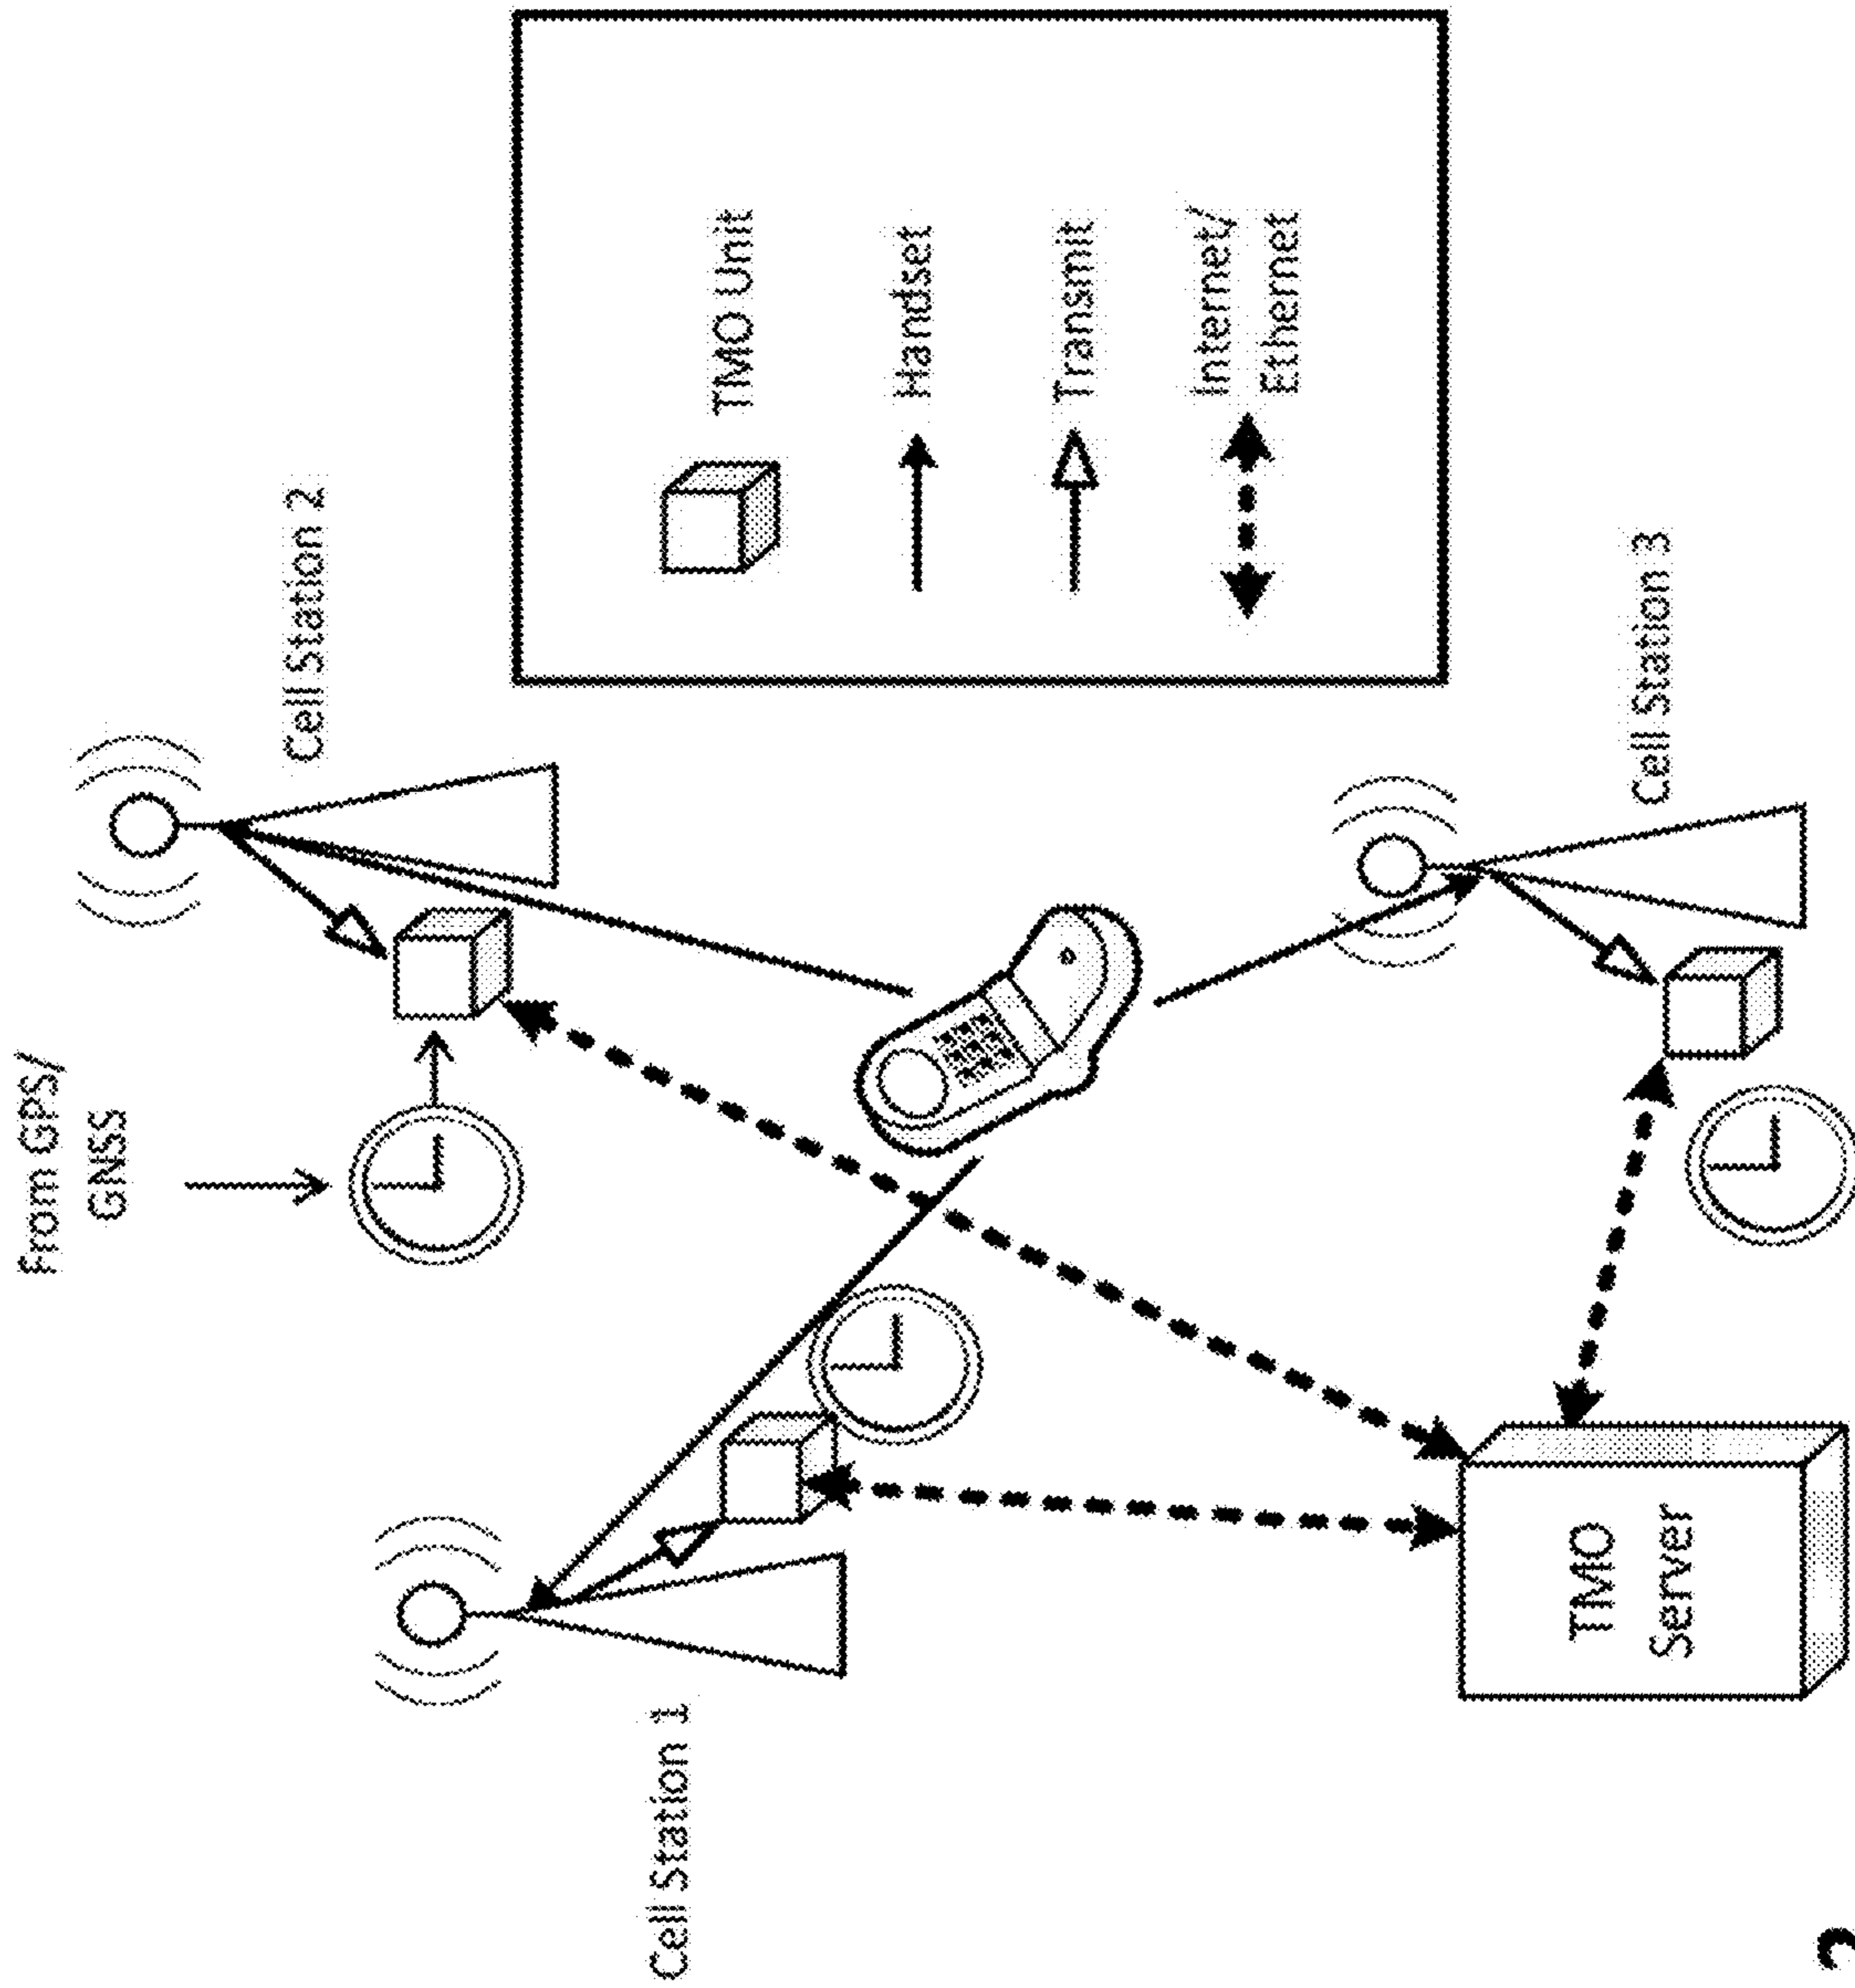 From GPS/
GNSS
Cell Station 2
Cell Station 1
TMO Unit
Handset
Transmit
Internet/
Ethernet
Cell Station 3
TMO
Server